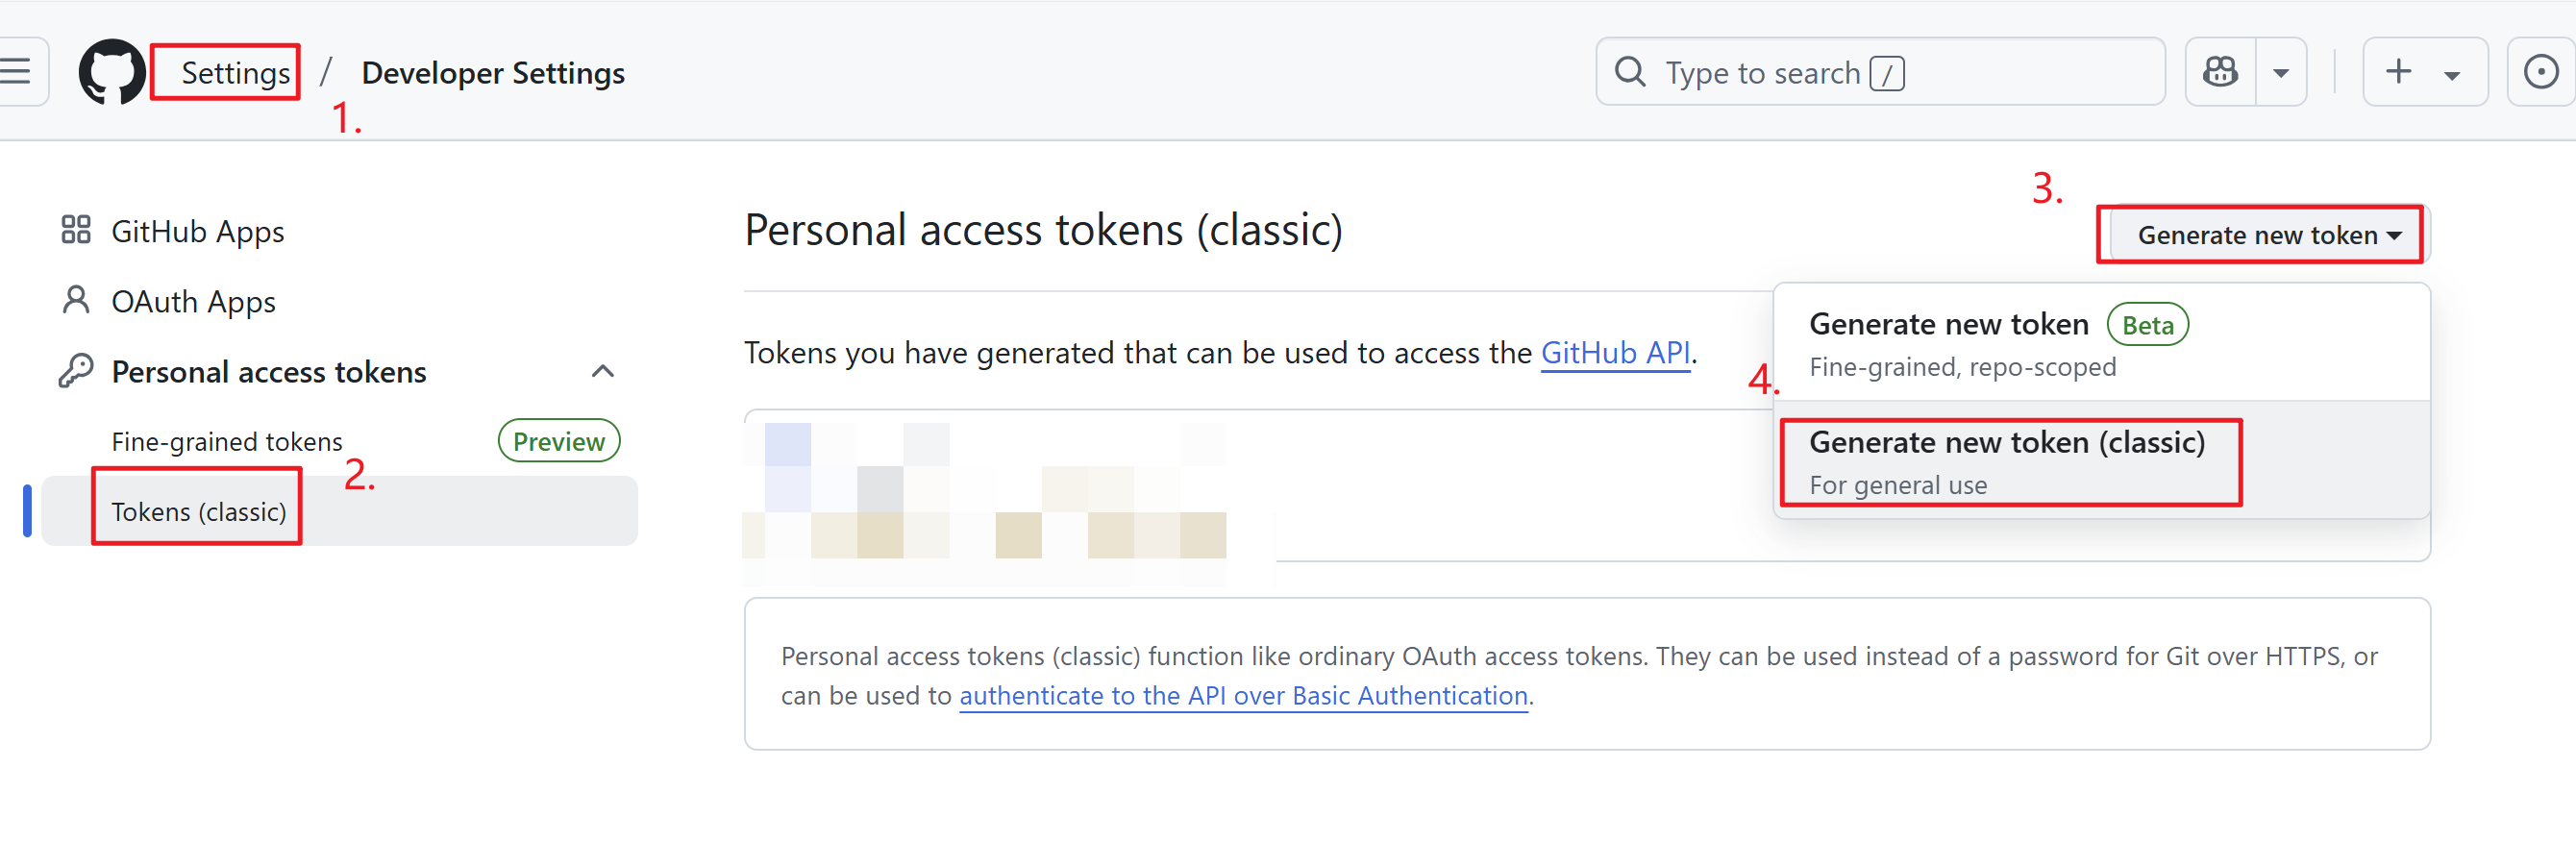 Settings / Developer Settings
1.
Type to search /
GitHub Apps
OAuth Apps
Personal access tokens
Fine-grained tokens Preview
2.
Tokens (classic)
Personal access tokens (classic)
3.
Generate new token
Tokens you have generated that can be used to access the GitHub API.
Generate new token Beta
Fine-grained, repo-scoped
4.
Generate new token (classic)
For general use
Personal access tokens (classic) function like ordinary OAuth access tokens. They can be used instead of a password for Git over HTTPS, or
can be used to authenticate to the API over Basic Authentication.